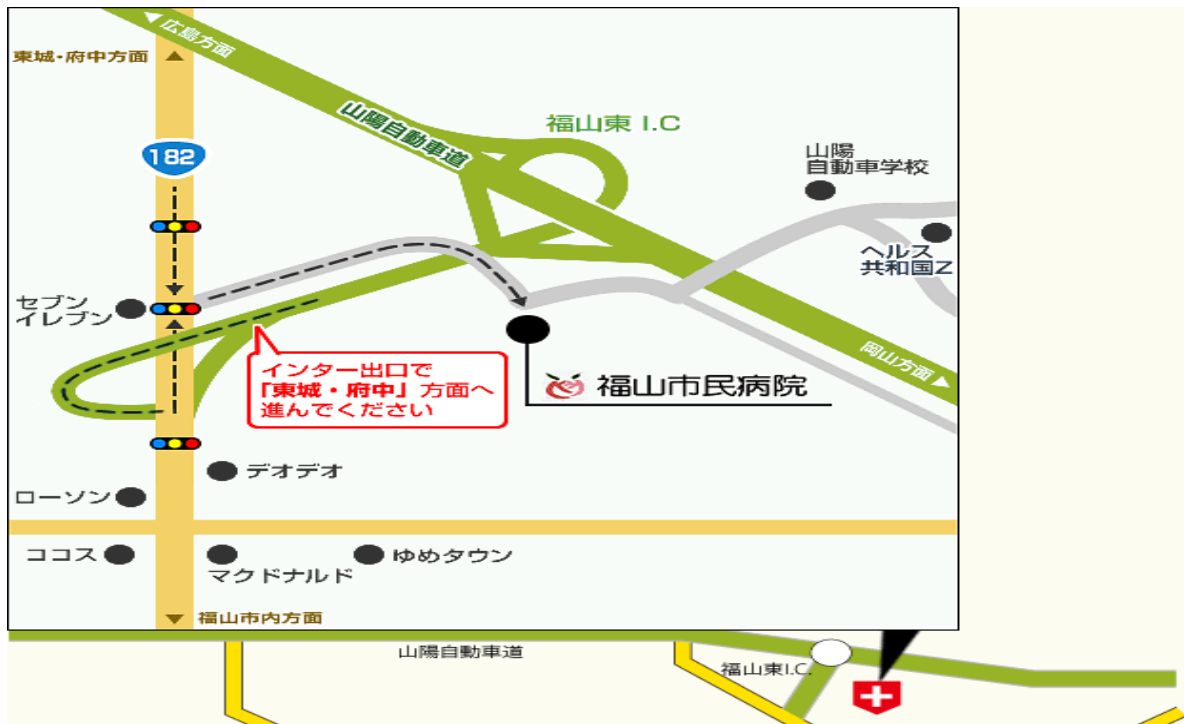 広島方面
東城・府中方面
山陽自動車道
福山東 I.C
182
山陽
自動車学校
ヘルス
共和国Z
セブン
イレブン
インター出口で
「東城・府中」方面へ
進んでください
岡山方面
福山市民病院
デオデオ
ローソン
ココス
マクドナルド
ゆめタウン
福山市内方面
山陽自動車道
福山東I.C.